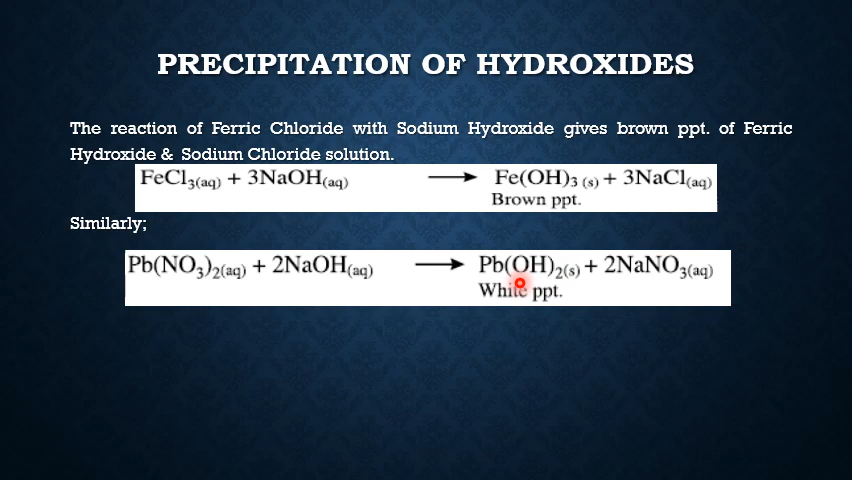 PRECIPITATION OF HYDROXIDES
The reaction of Ferric Chloride with Sodium Hydroxide gives brown ppt. of Ferric
Hydroxide & Sodium Chloride solution.
FeCl₃(aq) + 3NaOH(aq) ⟶ Fe(OH)₃ (s) + 3NaCl(aq)
Brown ppt.
Similarly;
Pb(NO₃)₂(aq) + 2NaOH(aq) ⟶ Pb(OH)₂(s) + 2NaNO₃(aq)
White ppt.